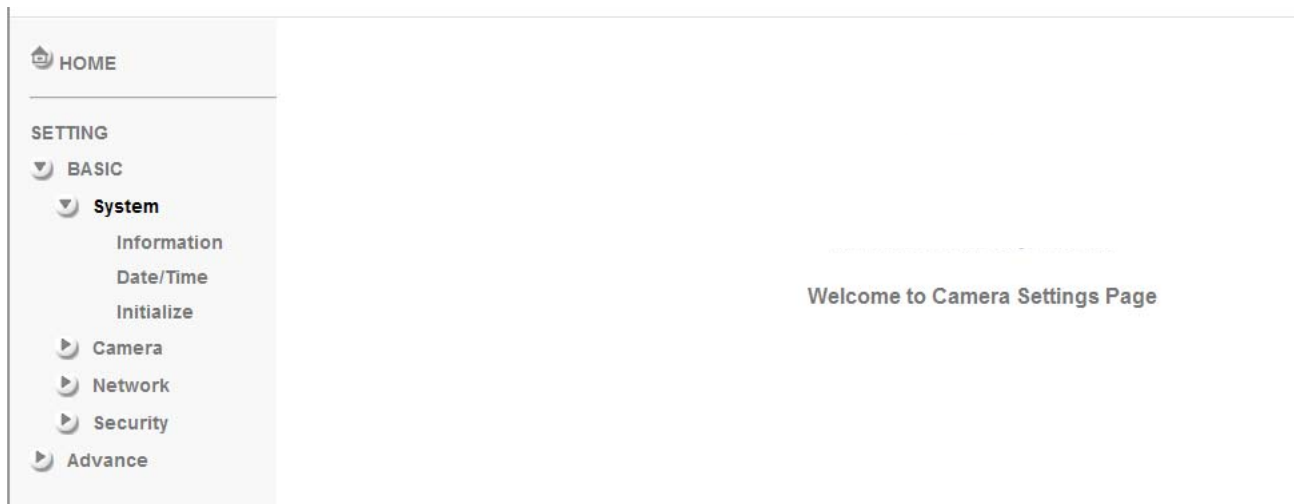 HOME
SETTING
BASIC
System
Information
Date/Time
Initialize
Camera
Network
Security
Advance
Welcome to Camera Settings Page